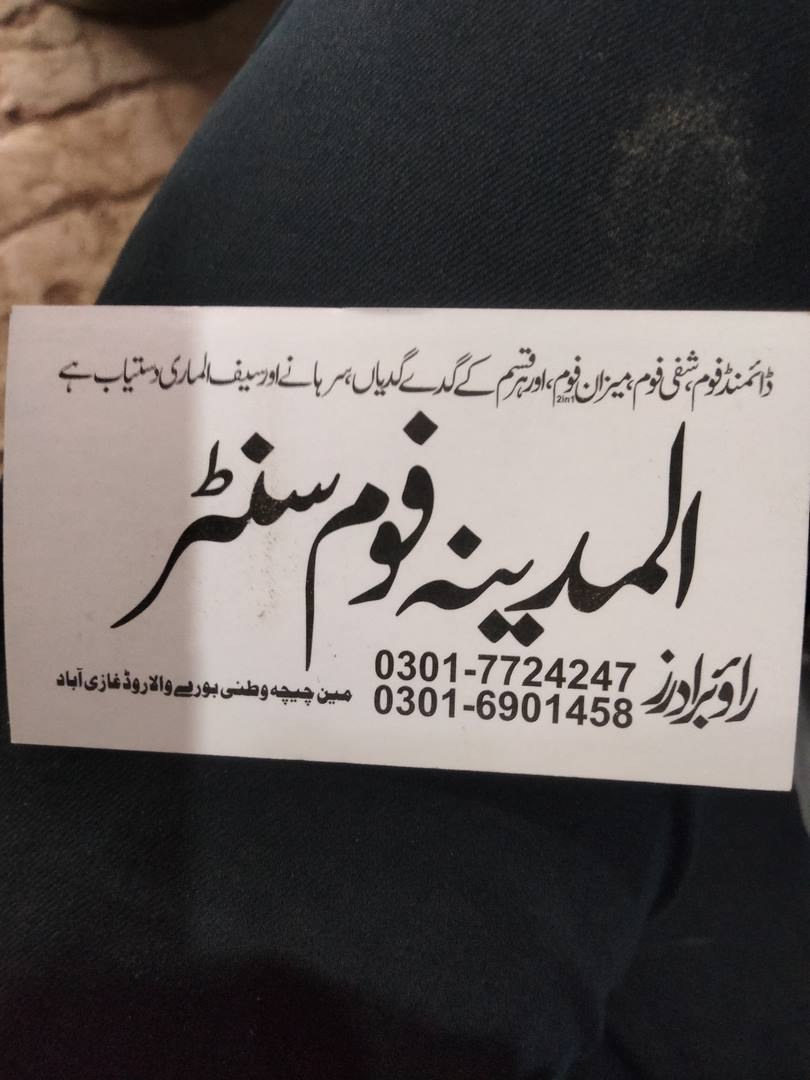 ڈائمنڈ فوم، شفی فوم، میزان فوم، 2in1 اور ہر قسم کے گدے گدیاں، سرہانے اور سیف الماری دستیاب ہے
المدینہ فوم سنٹر
راؤ برادرز
0301-7724247
0301-6901458
مین چیچہ وطنی بورے والا روڈ غازی آباد